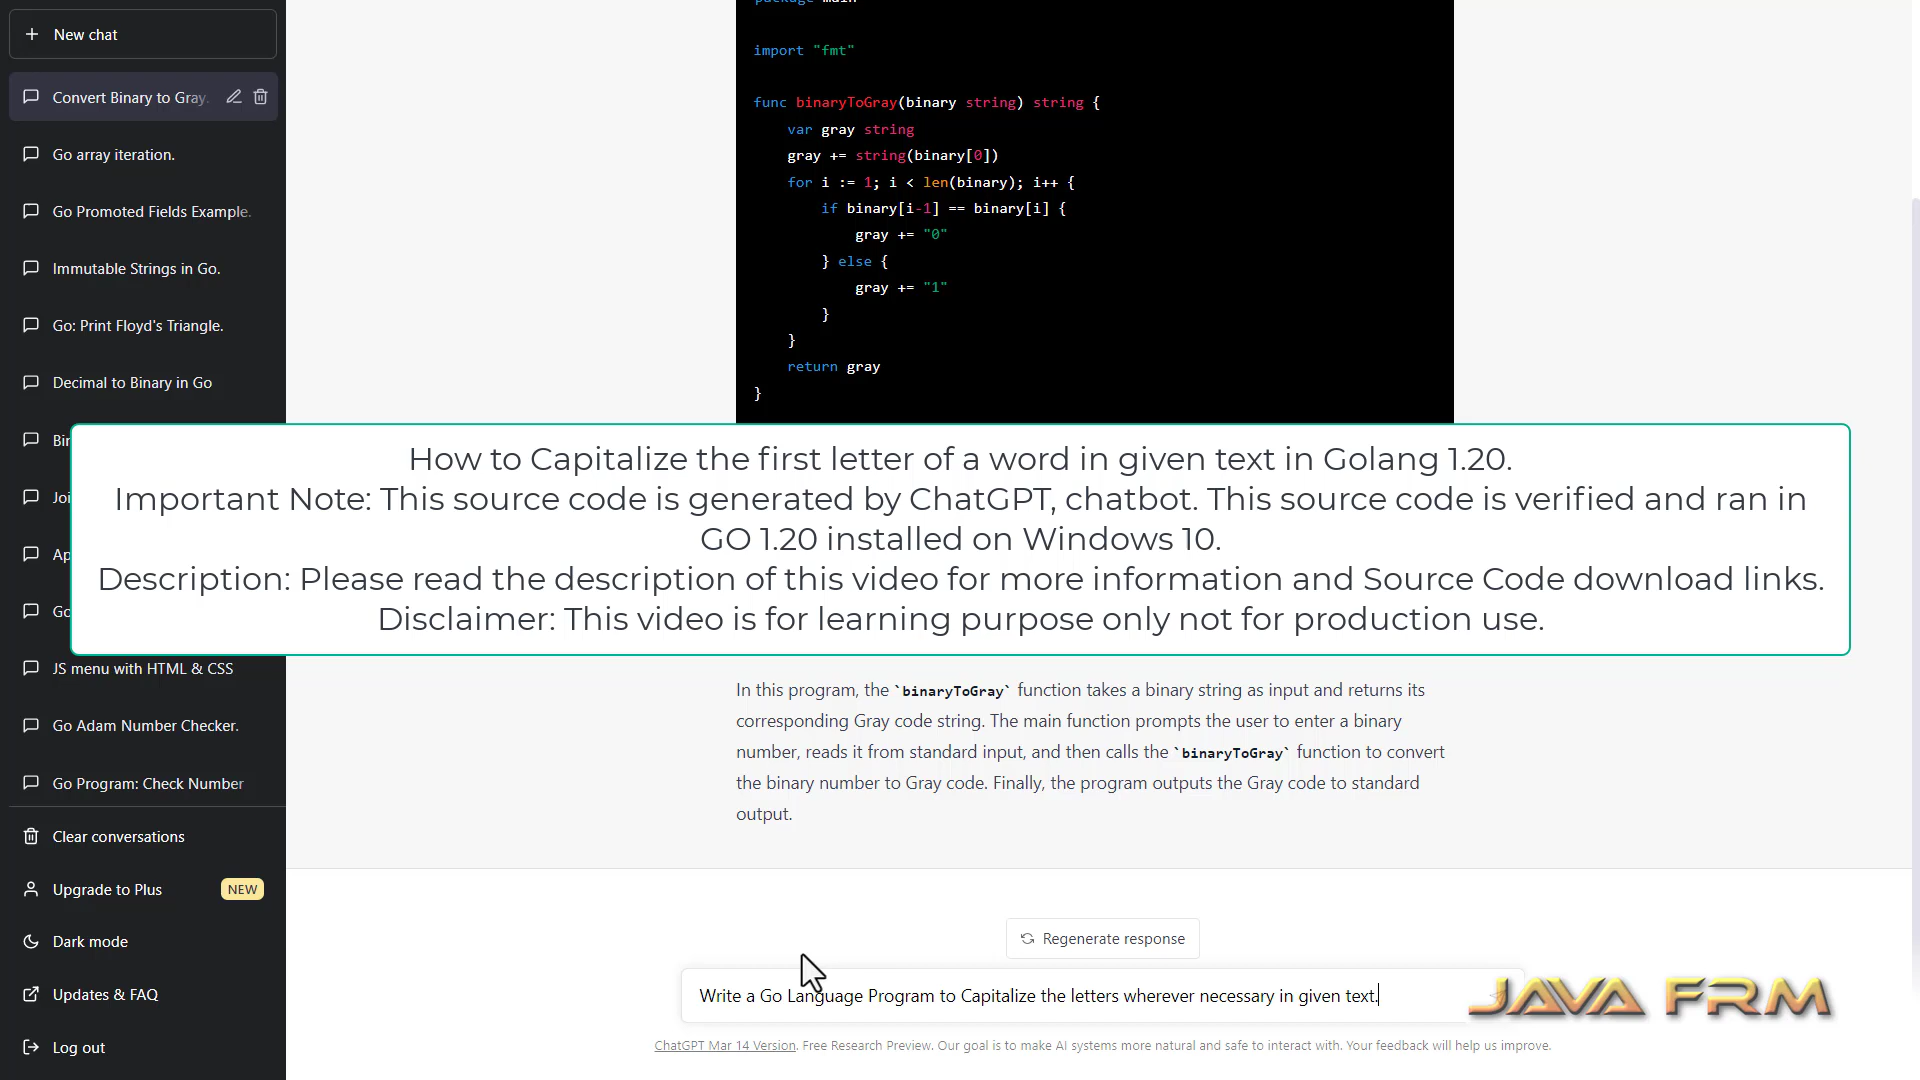 New chat
Convert Binary to Gray.
Go array iteration.
Go Promoted Fields Example.
Immutable Strings in Go.
Go: Print Floyd's Triangle.
Decimal to Binary in Go
Bin
Joi
Ap
Go
JS menu with HTML & CSS
Go Adam Number Checker.
Go Program: Check Number
Clear conversations
Upgrade to Plus NEW
Dark mode
Updates & FAQ
Log out
package main
import "fmt"
func binaryToGray(binary string) string {
var gray string
gray += string(binary[0])
for i := 1; i < len(binary); i++ {
if binary[i-1] == binary[i] {
gray += "0"
} else {
gray += "1"
}
}
return gray
}
How to Capitalize the first letter of a word in given text in Golang 1.20.
Important Note: This source code is generated by ChatGPT, chatbot. This source code is verified and ran in
GO 1.20 installed on Windows 10.
Description: Please read the description of this video for more information and Source Code download links.
Disclaimer: This video is for learning purpose only not for production use.
In this program, the `binaryToGray` function takes a binary string as input and returns its
corresponding Gray code string. The main function prompts the user to enter a binary
number, reads it from standard input, and then calls the `binaryToGray` function to convert
the binary number to Gray code. Finally, the program outputs the Gray code to standard
output.
Regenerate response
Write a Go Language Program to Capitalize the letters wherever necessary in given text.
JAVA FRM
ChatGPT Mar 14 Version. Free Research Preview. Our goal is to make AI systems more natural and safe to interact with. Your feedback will help us improve.